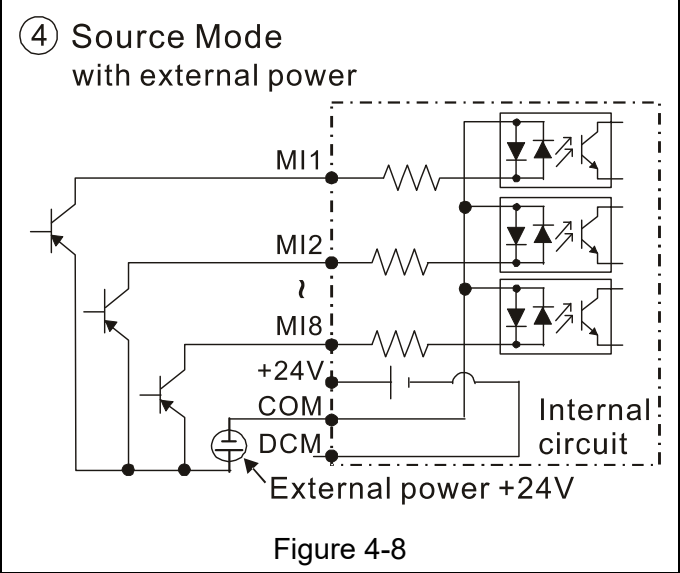 ④ Source Mode
with external power
MI1
MI2
~
MI8
+24V
COM
DCM
Internal
circuit
External power +24V
Figure 4-8